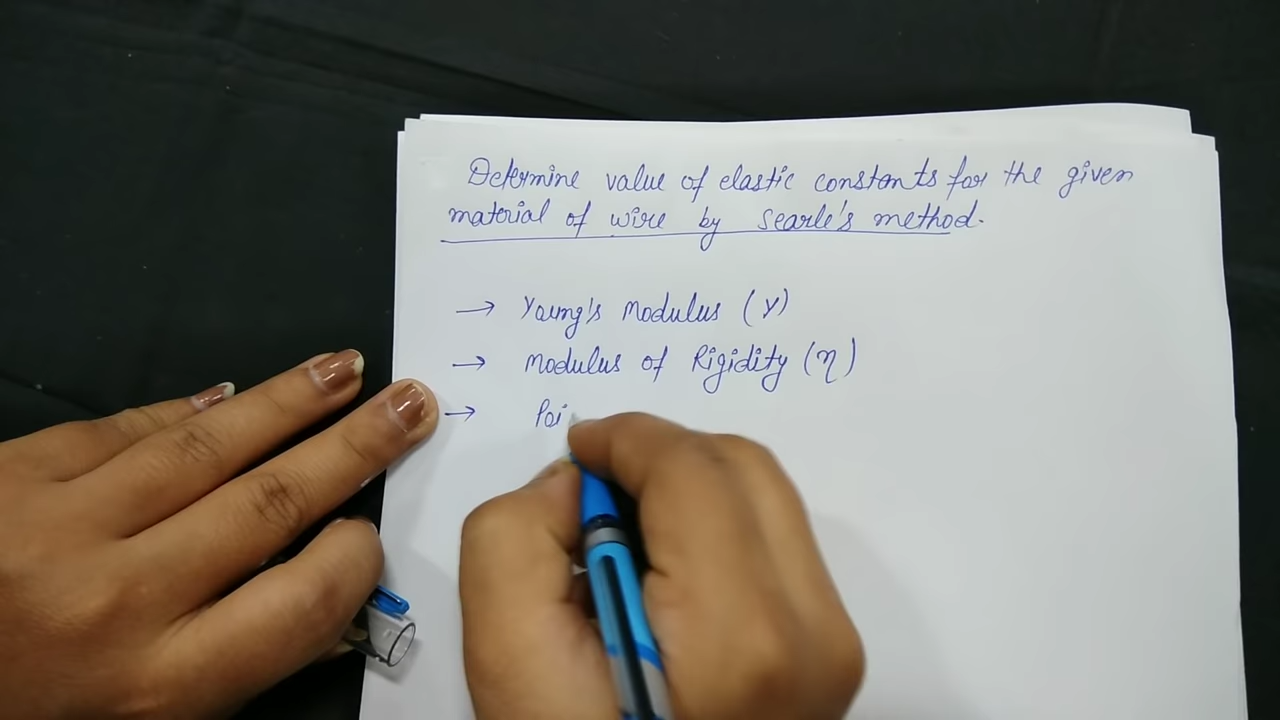 Determine value of elastic constants for the given
material of wire by Searle's method.
→ Young's Modulus (Y)
→ Modulus of Rigidity (η)
→ Poi